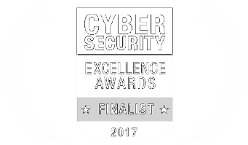 CYBER
SECURITY
EXCELLENCE
AWARDS
FINALIST
2017